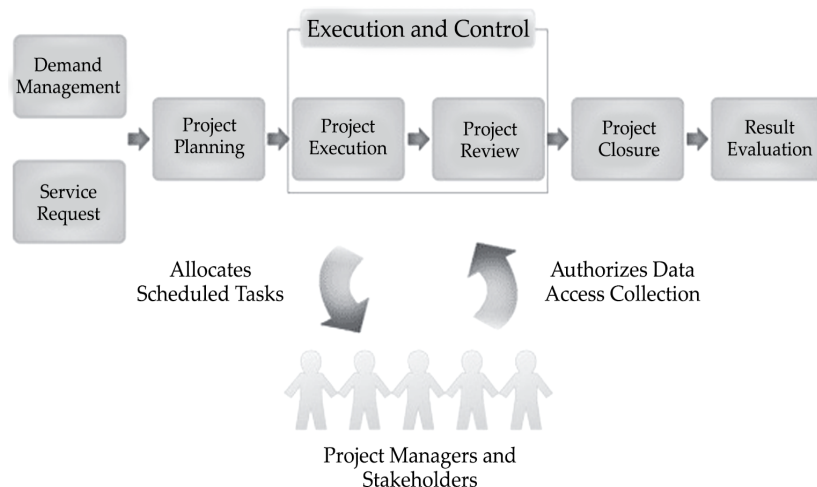 Execution and Control
Demand
Management
Service
Request
Project
Planning
Project
Execution
Project
Review
Project
Closure
Result
Evaluation
Allocates
Scheduled Tasks
Authorizes Data
Access Collection
Project Managers and
Stakeholders